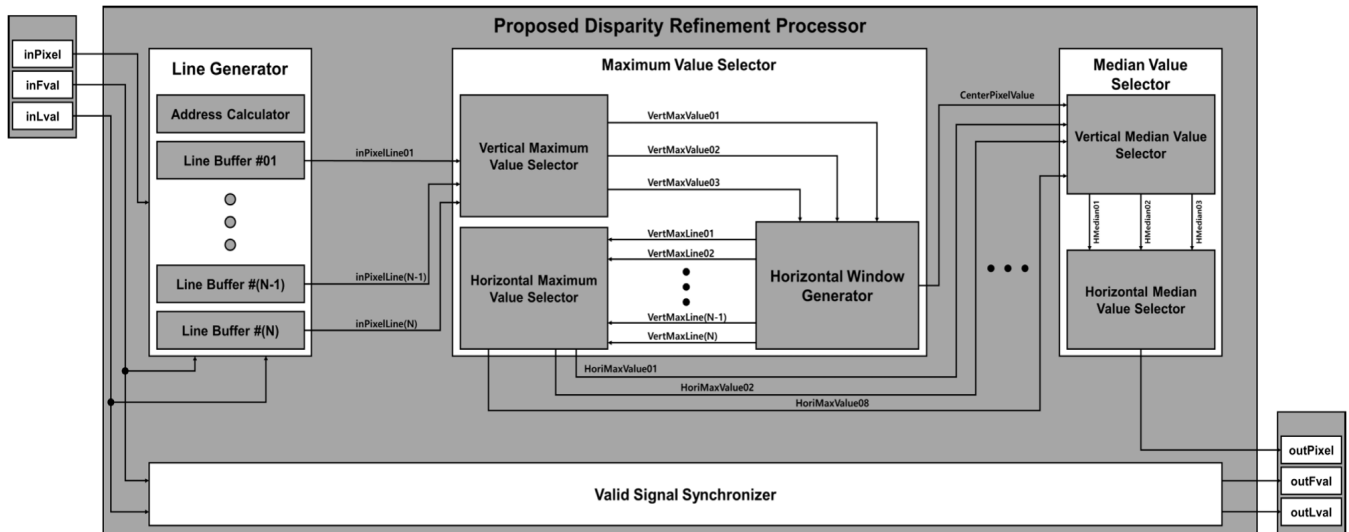 Proposed Disparity Refinement Processor
inPixel
inFval
inLval
Line Generator
Address Calculator
Line Buffer #01
Line Buffer #(N-1)
Line Buffer #(N)
inPixelLine01
inPixelLine(N-1)
inPixelLine(N)
Maximum Value Selector
Vertical Maximum
Value Selector
VertMaxValue01
VertMaxValue02
VertMaxValue03
Horizontal Maximum
Value Selector
VertMaxLine01
VertMaxLine02
VertMaxLine(N-1)
VertMaxLine(N)
Horizontal Window
Generator
HoriMaxValue01
HoriMaxValue02
HoriMaxValue08
CenterPixelValue
Median Value
Selector
Vertical Median Value
Selector
HMedian01
HMedian02
HMedian03
Horizontal Median
Value Selector
Valid Signal Synchronizer
outPixel
outFval
outLval